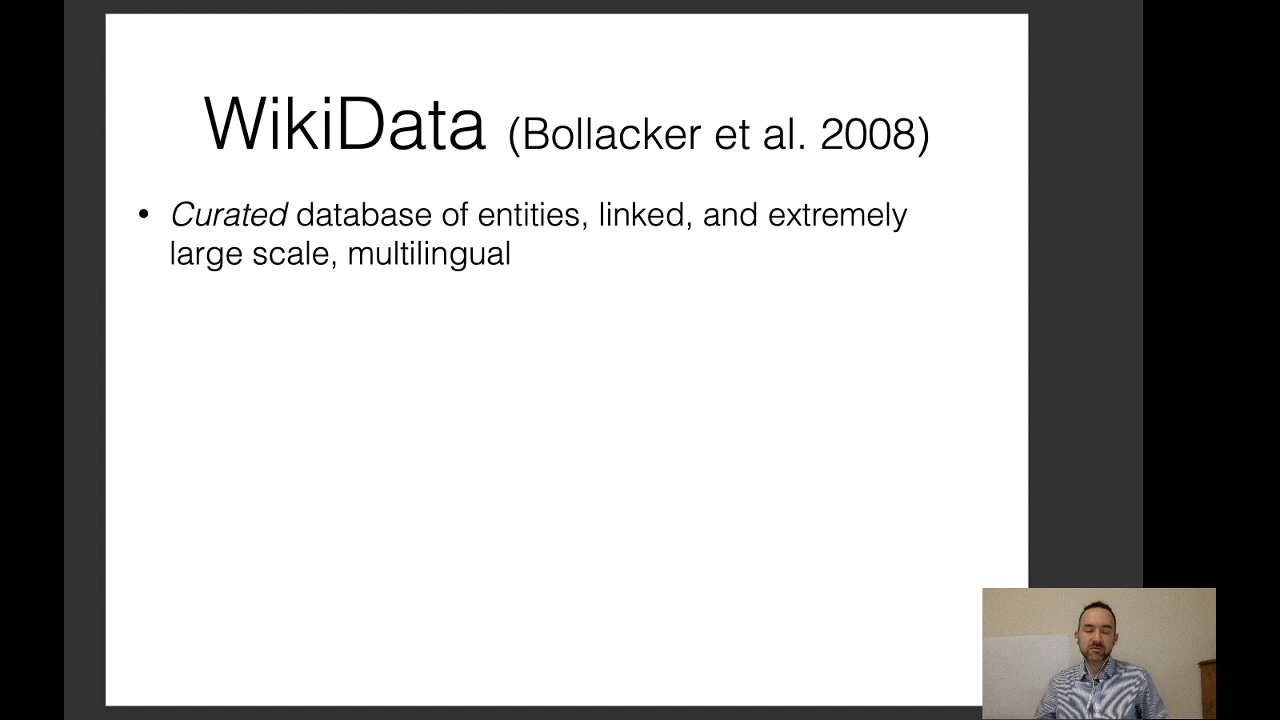 WikiData (Bollacker et al. 2008)
• Curated database of entities, linked, and extremely
large scale, multilingual